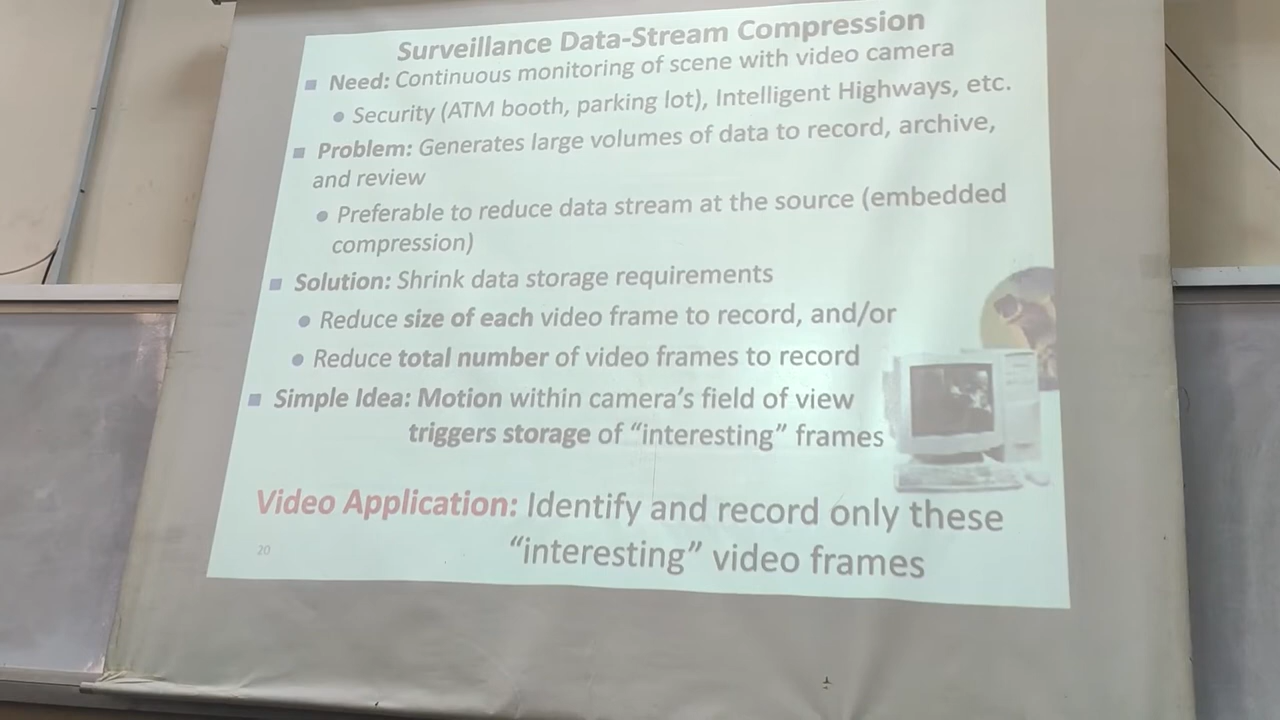 Surveillance Data-Stream Compression
Need: Continuous monitoring of scene with video camera
Security (ATM booth, parking lot), Intelligent Highways, etc.
Problem: Generates large volumes of data to record, archive,
and review
Preferable to reduce data stream at the source (embedded
compression)
Solution: Shrink data storage requirements
Reduce size of each video frame to record, and/or
Reduce total number of video frames to record
Simple Idea: Motion within camera's field of view
triggers storage of "interesting" frames
Video Application: Identify and record only these
"interesting" video frames
20